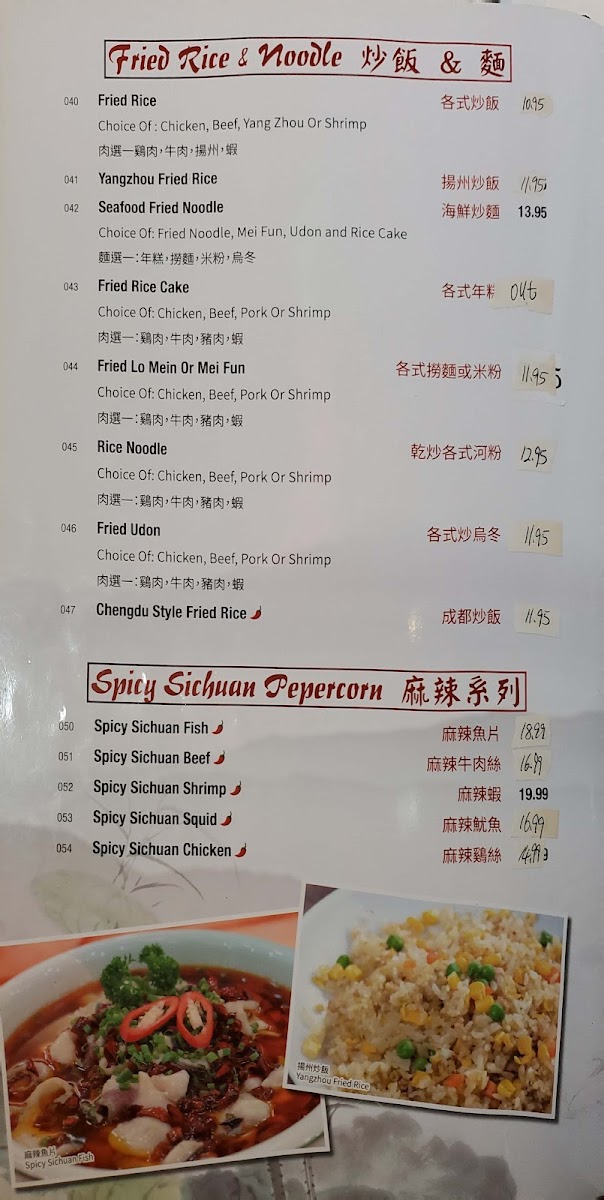 Fried Rice & Noodle 炒飯 & 麵
040 Fried Rice 各式炒飯 10.95
Choice Of : Chicken, Beef, Yang Zhou Or Shrimp
肉選一鷄肉,牛肉,揚州,蝦
041 Yangzhou Fried Rice 揚州炒飯 11.95
042 Seafood Fried Noodle 海鮮炒麵 13.95
Choice Of: Fried Noodle, Mei Fun, Udon and Rice Cake
麵選一:年糕,撈麵,米粉,烏冬
043 Fried Rice Cake 各式年糕 out
Choice Of: Chicken, Beef, Pork Or Shrimp
肉選一:鷄肉,牛肉,豬肉,蝦
044 Fried Lo Mein Or Mei Fun 各式撈麵或米粉 11.95
Choice Of: Chicken, Beef, Pork Or Shrimp
肉選一:鷄肉,牛肉,豬肉,蝦
045 Rice Noodle 乾炒各式河粉 12.95
Choice Of: Chicken, Beef, Pork Or Shrimp
肉選一:鷄肉,牛肉,豬肉,蝦
046 Fried Udon 各式炒烏冬 11.95
Choice Of: Chicken, Beef, Pork Or Shrimp
肉選一:鷄肉,牛肉,豬肉,蝦
047 Chengdu Style Fried Rice 成都炒飯 11.95
Spicy Sichuan Pepercorn 麻辣系列
050 Spicy Sichuan Fish 麻辣魚片 18.99
051 Spicy Sichuan Beef 麻辣牛肉絲 16.99
052 Spicy Sichuan Shrimp 麻辣蝦 19.99
053 Spicy Sichuan Squid 麻辣魷魚 16.99
054 Spicy Sichuan Chicken 麻辣鷄絲 14.99
揚州炒飯
Yangzhou Fried Rice
麻辣魚片
Spicy Sichuan Fish